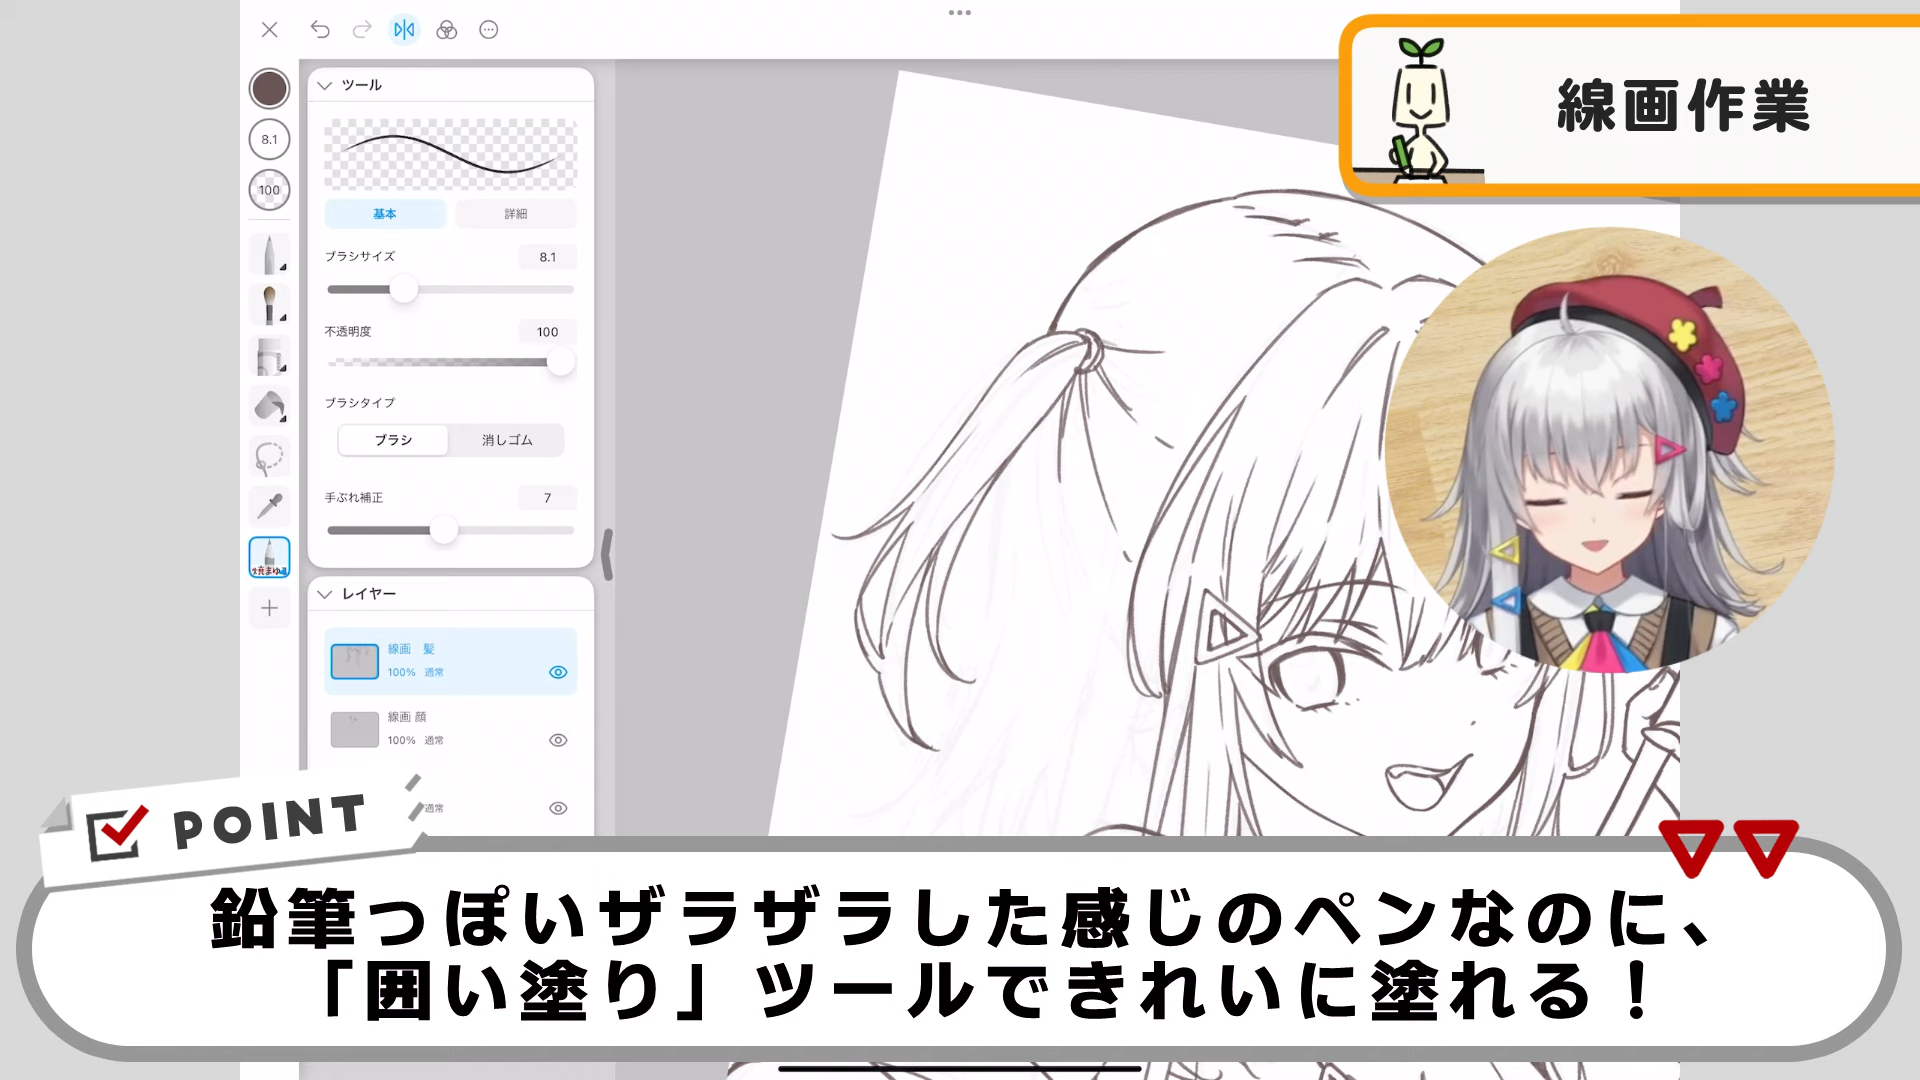 線画作業
ツール
8.1
100
基本
詳細
ブラシサイズ
8.1
不透明度
100
ブラシタイプ
ブラシ
消しゴム
手ぶれ補正
7
焼まゆる
レイヤー
線画 髪
100% 通常
線画 顔
100% 通常
通常
POINT
鉛筆っぽいザラザラした感じのペンなのに、
「囲い塗り」ツールできれいに塗れる！